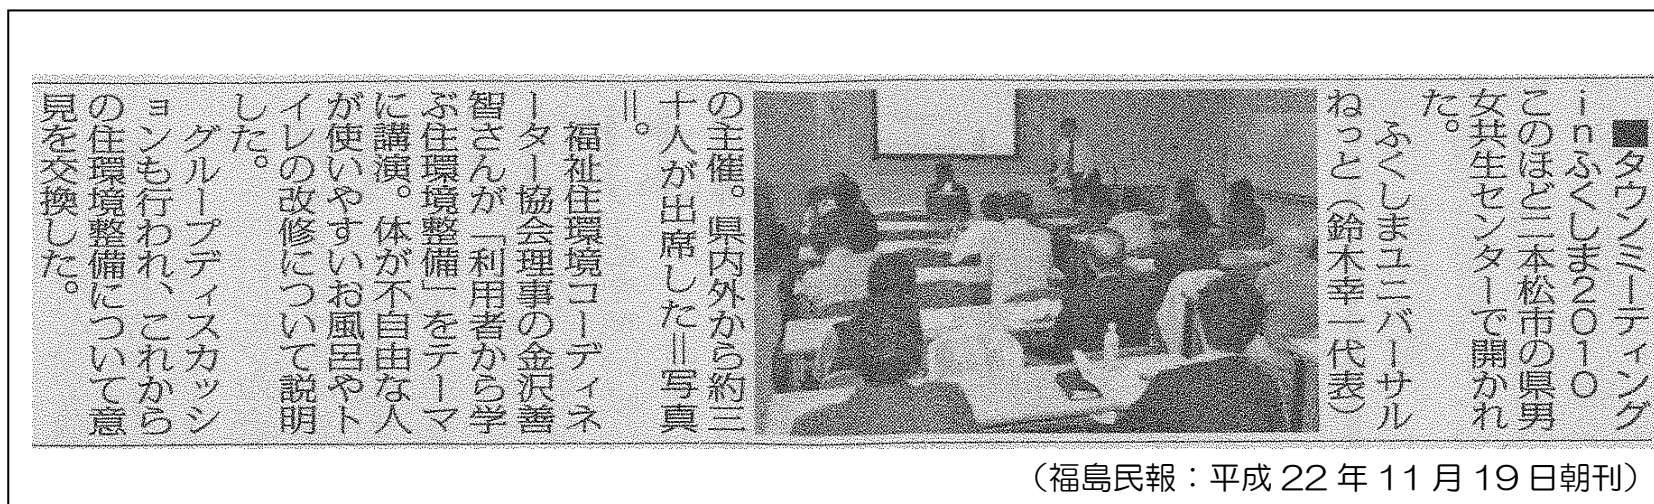 ■タウンミーティング
inふくしま2010
このほど二本松市の県男
女共生センターで開かれ
た。
ふくしまユニバーサル
ねっと（鈴木幸一代表）
の主催。県内外から約三
十人が出席した＝写真
＝。
福祉住環境コーディネ
ーター協会理事の金沢善
智さんが「利用者から学
ぶ住環境整備」をテーマ
に講演。体が不自由な人
が使いやすいお風呂やト
イレの改修について説明
した。
グループディスカッシ
ョンも行われ、これから
の住環境整備について意
見を交換した。
（福島民報：平成 22 年 11 月 19 日朝刊）